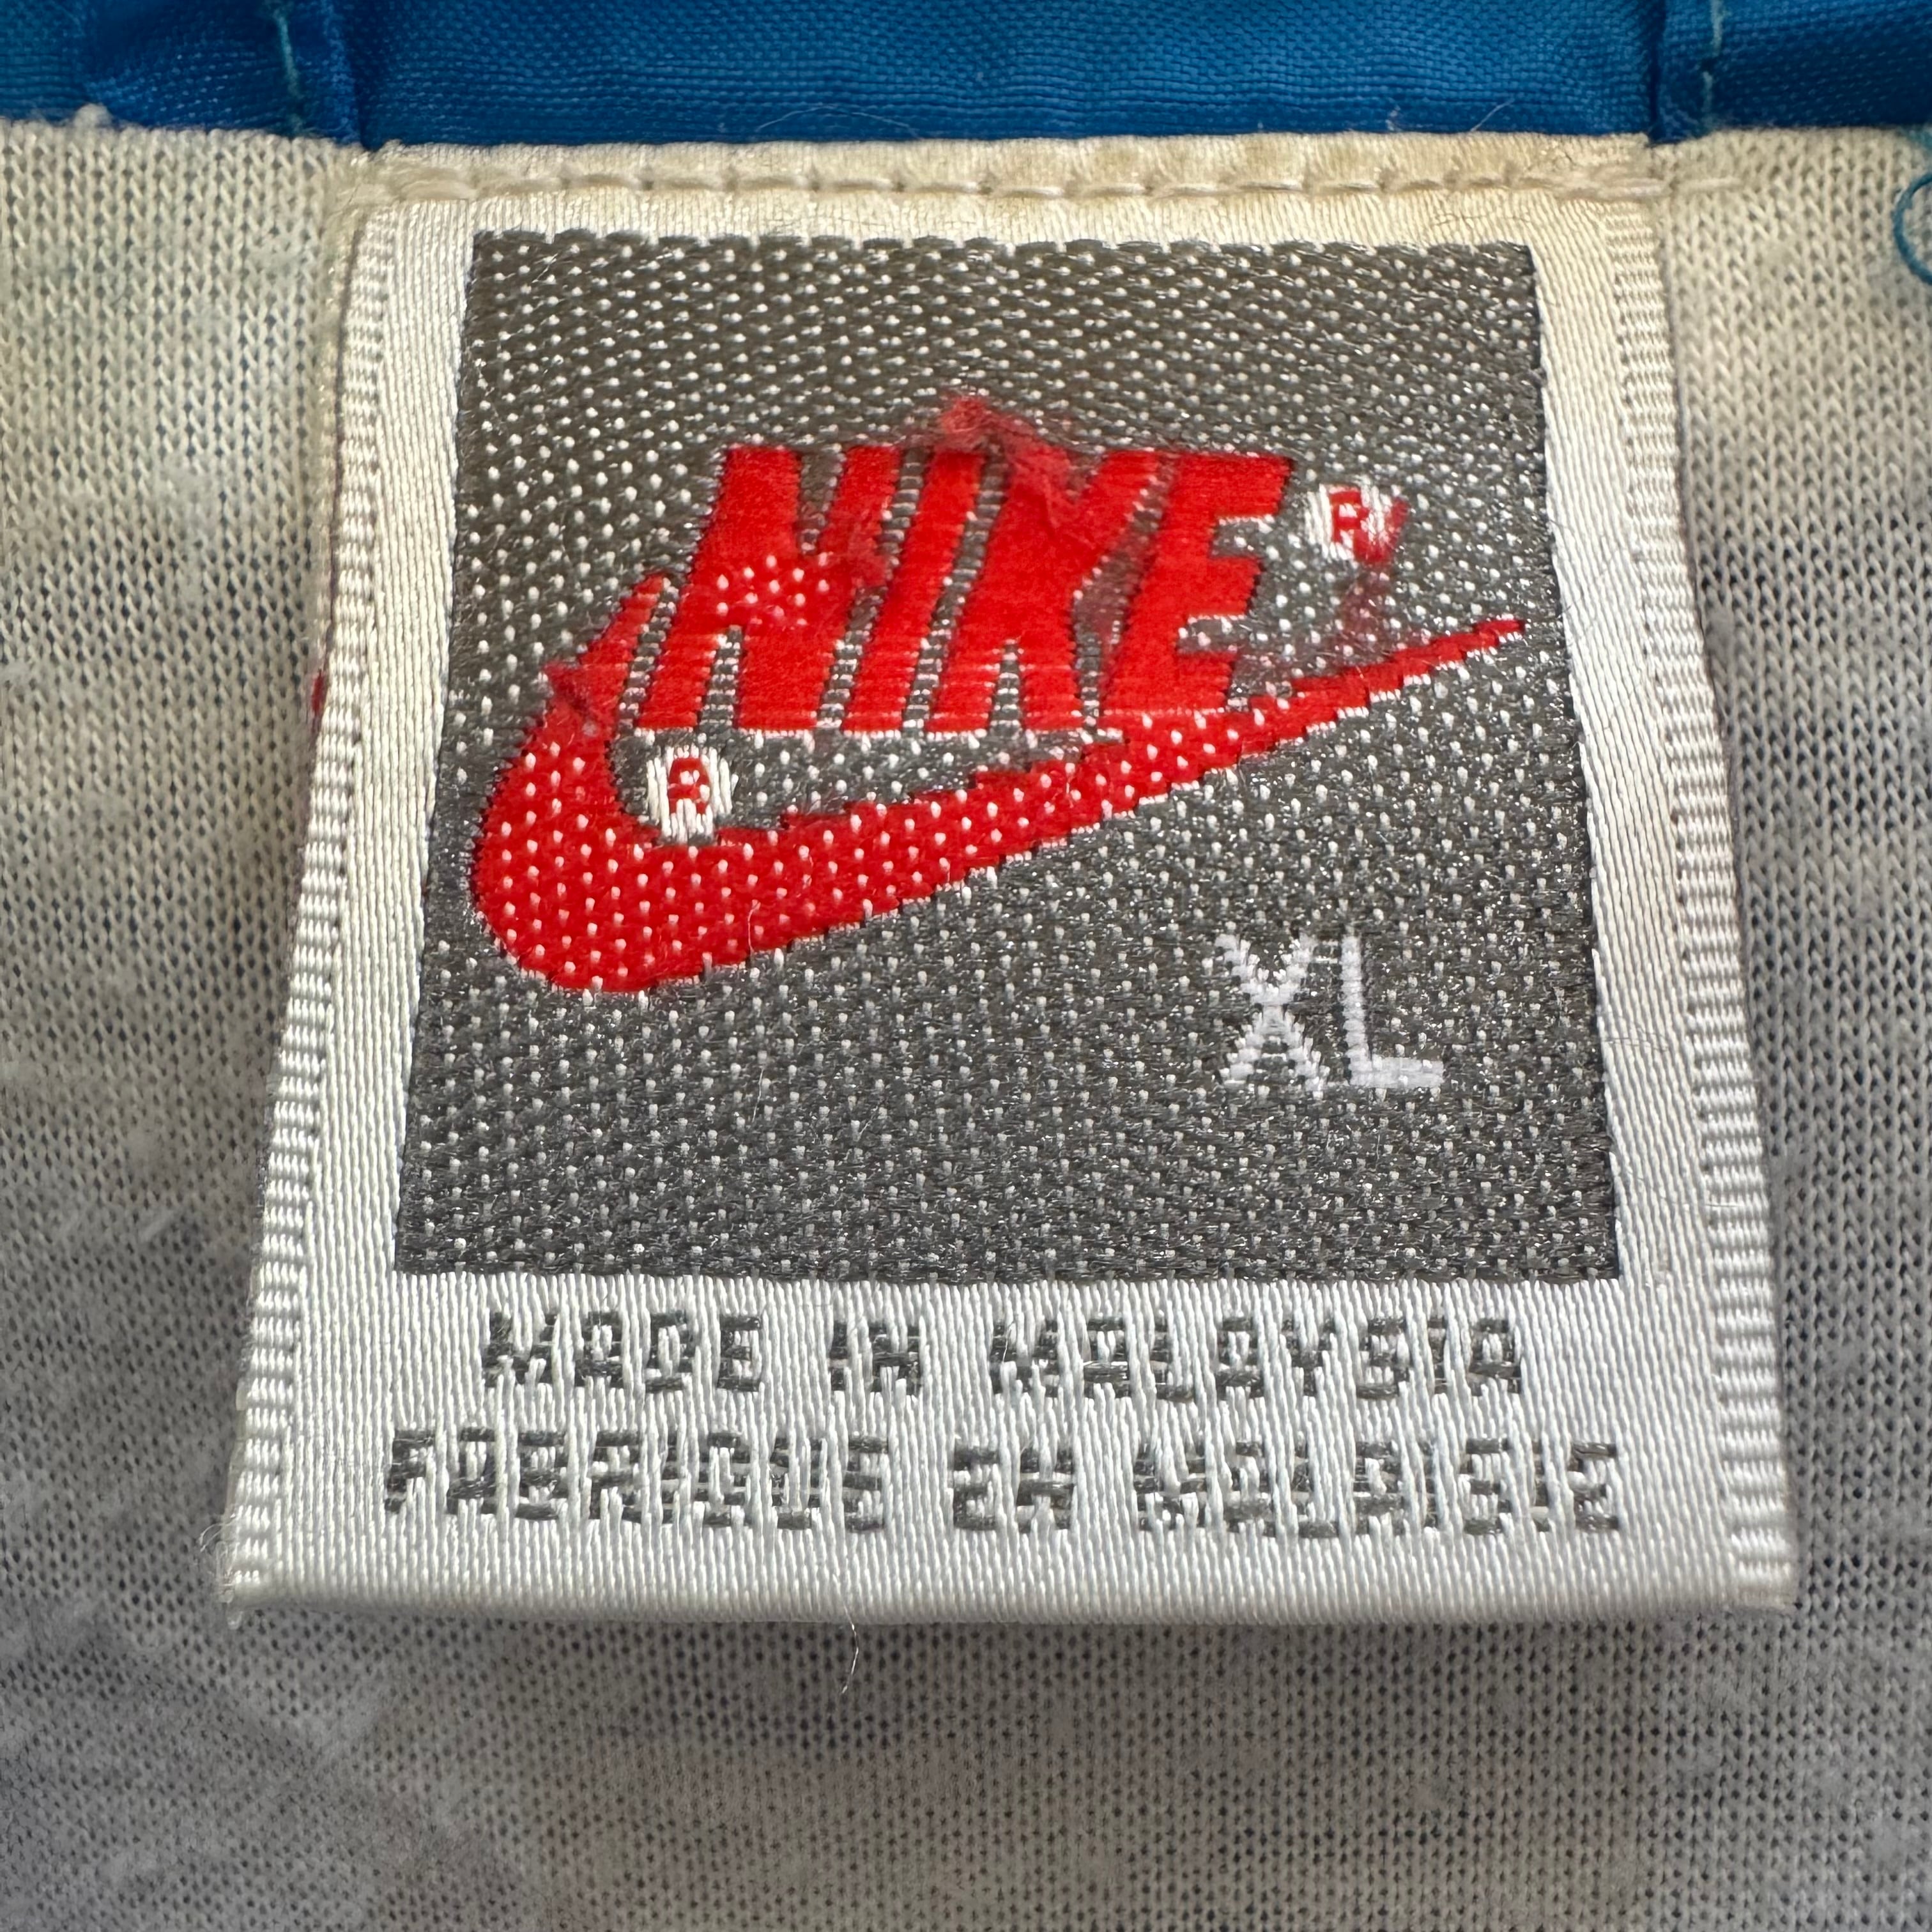 NIKE®
®
XL
MADE IN MALAYSIA
FABRIQUE EN MALAISIE